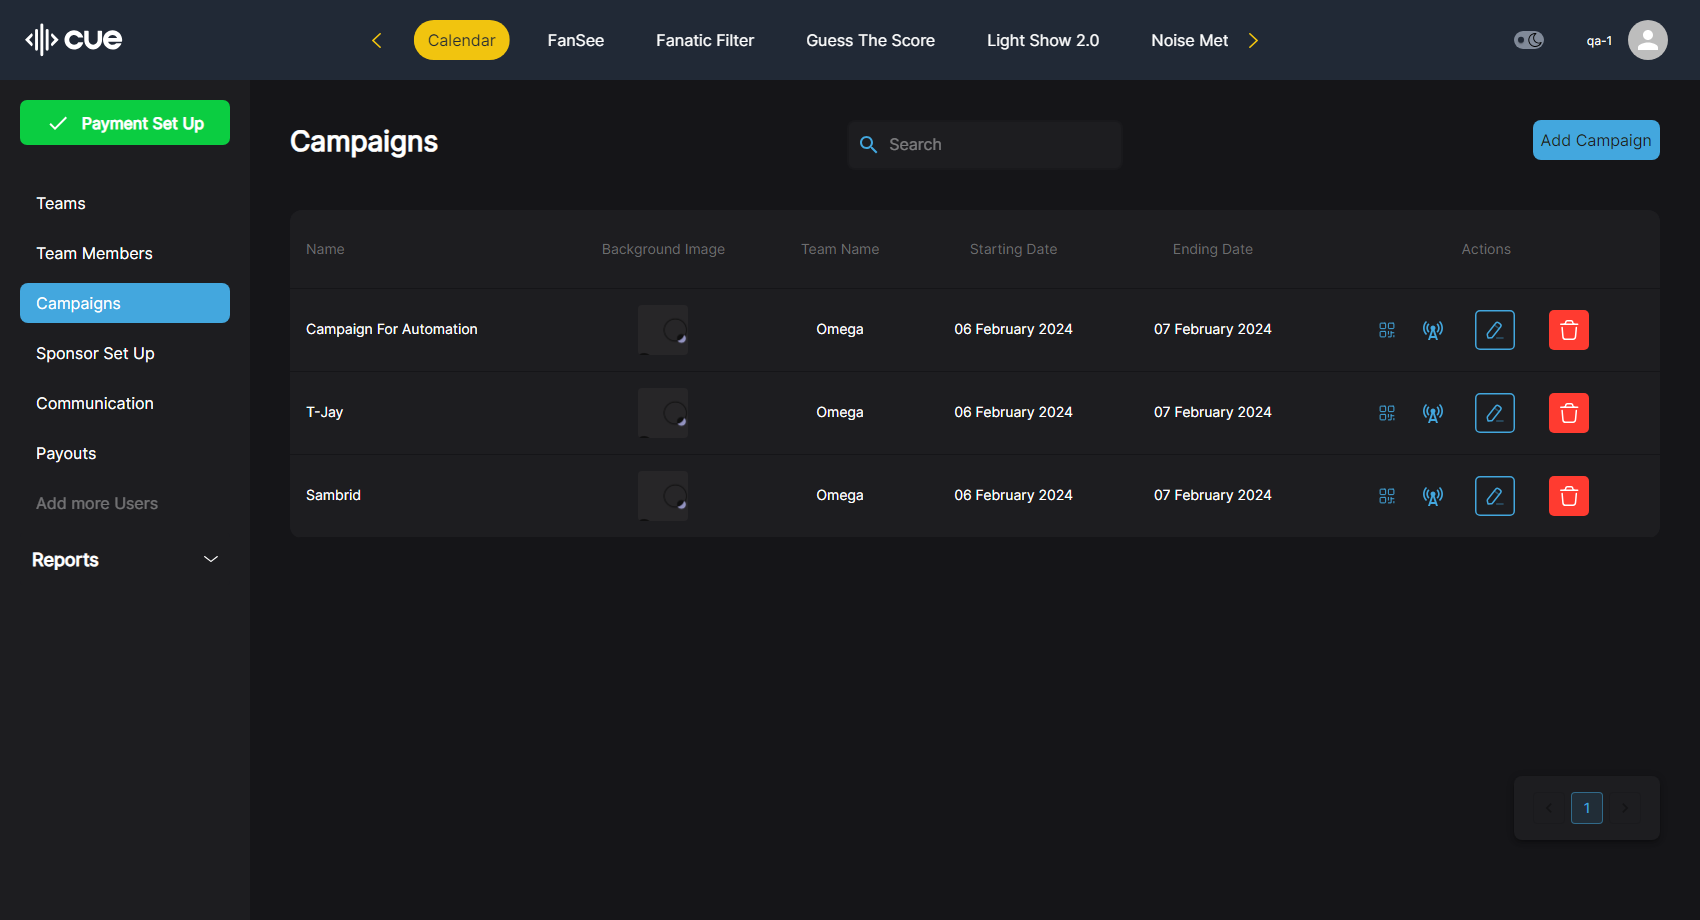 cue
Calendar
FanSee
Fanatic Filter
Guess The Score
Light Show 2.0
Noise Met
qa-1
Payment Set Up
Teams
Team Members
Campaigns
Sponsor Set Up
Communication
Payouts
Add more Users
Reports
Campaigns
Search
Add Campaign
Name Background Image Team Name Starting Date Ending Date Actions
Campaign For Automation Omega 06 February 2024 07 February 2024
T-Jay Omega 06 February 2024 07 February 2024
Sambrid Omega 06 February 2024 07 February 2024
1